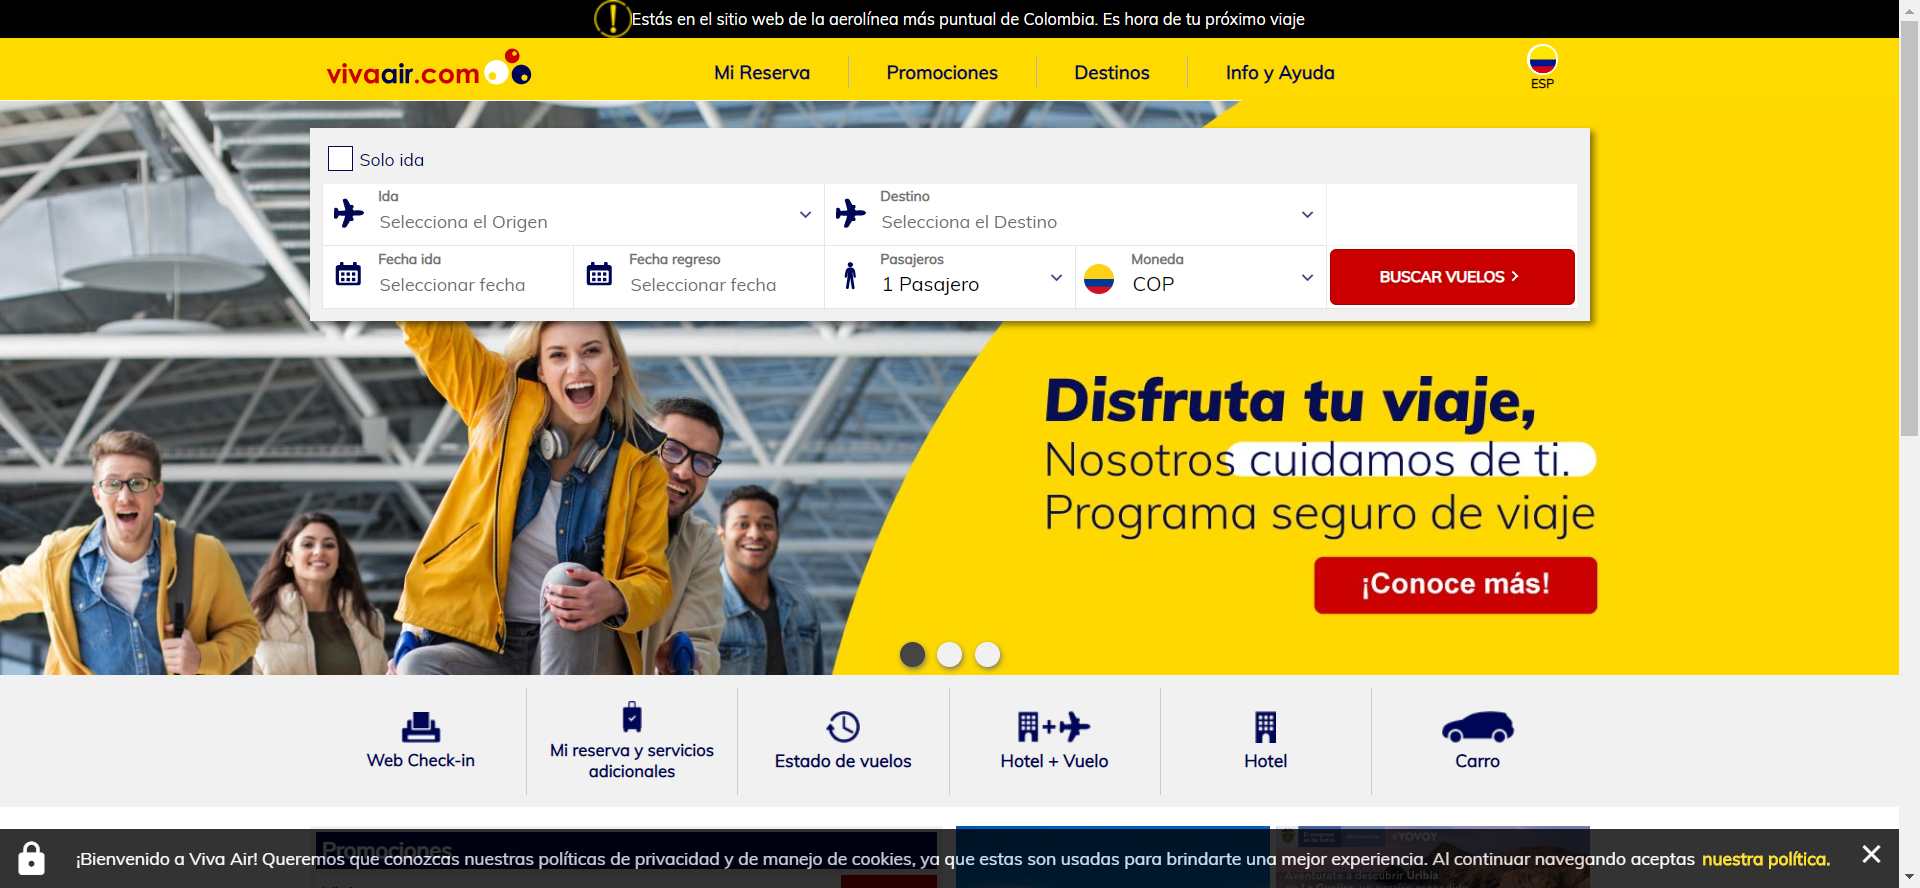 Estás en el sitio web de la aerolínea más puntual de Colombia. Es hora de tu próximo viaje
vivaair.com
Mi Reserva
Promociones
Destinos
Info y Ayuda
ESP
Solo ida
Ida
Selecciona el Origen
Destino
Selecciona el Destino
Fecha ida
Seleccionar fecha
Fecha regreso
Seleccionar fecha
Pasajeros
1 Pasajero
Moneda
COP
BUSCAR VUELOS
Disfruta tu viaje,
Nosotros cuidamos de ti.
Programa seguro de viaje
¡Conoce más!
Web Check-in
Mi reserva y servicios
adicionales
Estado de vuelos
Hotel + Vuelo
Hotel
Carro
Promociones
#YOVOY
¡Bienvenido a Viva Air! Queremos que conozcas nuestras políticas de privacidad y de manejo de cookies, ya que estas son usadas para brindarte una mejor experiencia. Al continuar navegando aceptas nuestra política.
Aventúrate a descubrir Uribia